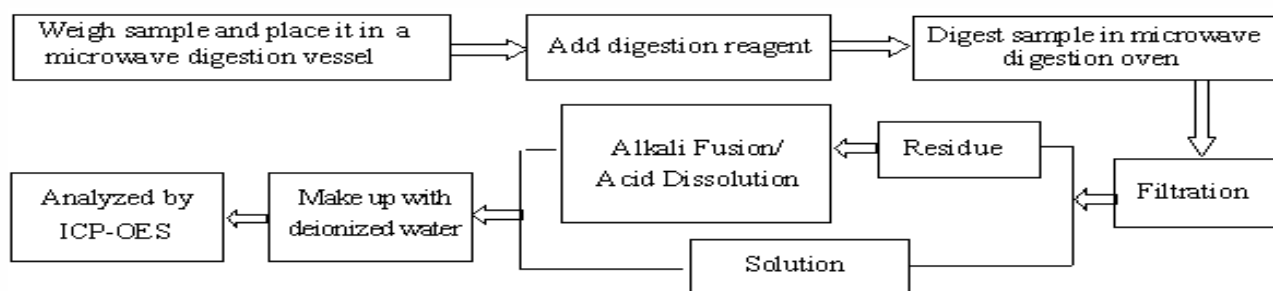 Weigh sample and place it in a
microwave digestion vessel
Add digestion reagent
Digest sample in microwave
digestion oven
Filtration
Residue
Alkali Fusion/
Acid Dissolution
Solution
Make up with
deionized water
Analyzed by
ICP-OES